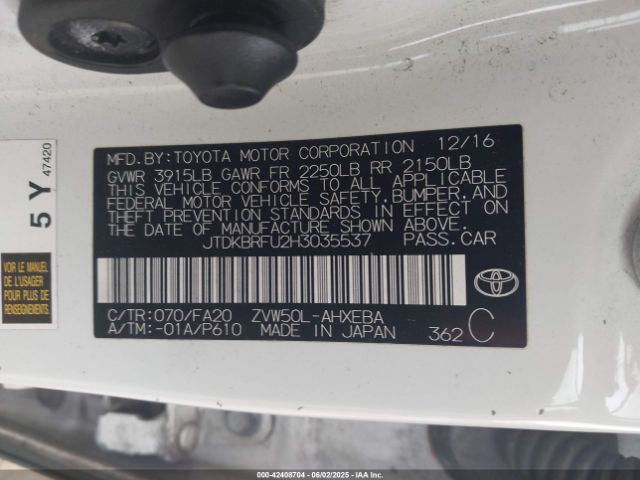 MFD.BY:TOYOTA MOTOR CORPORATION 12/16
GVWR 3915LB GAWR FR 2250LB RR 2150LB
THIS VEHICLE CONFORMS TO ALL APPLICABLE
FEDERAL MOTOR VEHICLE SAFETY,BUMPER,AND
THEFT PREVENTION STANDARDS IN EFFECT ON
THE DATE OF MANUFACTURE SHOWN ABOVE.
JTDKBRFU2H3035537 PASS.CAR
C/TR:070/FA20 ZVW50L-AHXEBA
A/TM:-01A/P610 MADE IN JAPAN 362 C
5 Y 47420
VOIR LE MANUEL
D'USAGER POUR
PLUS DE
RENSEIGNEMENTS.
000-42408704 - 06/02/2025 - IAAI.com